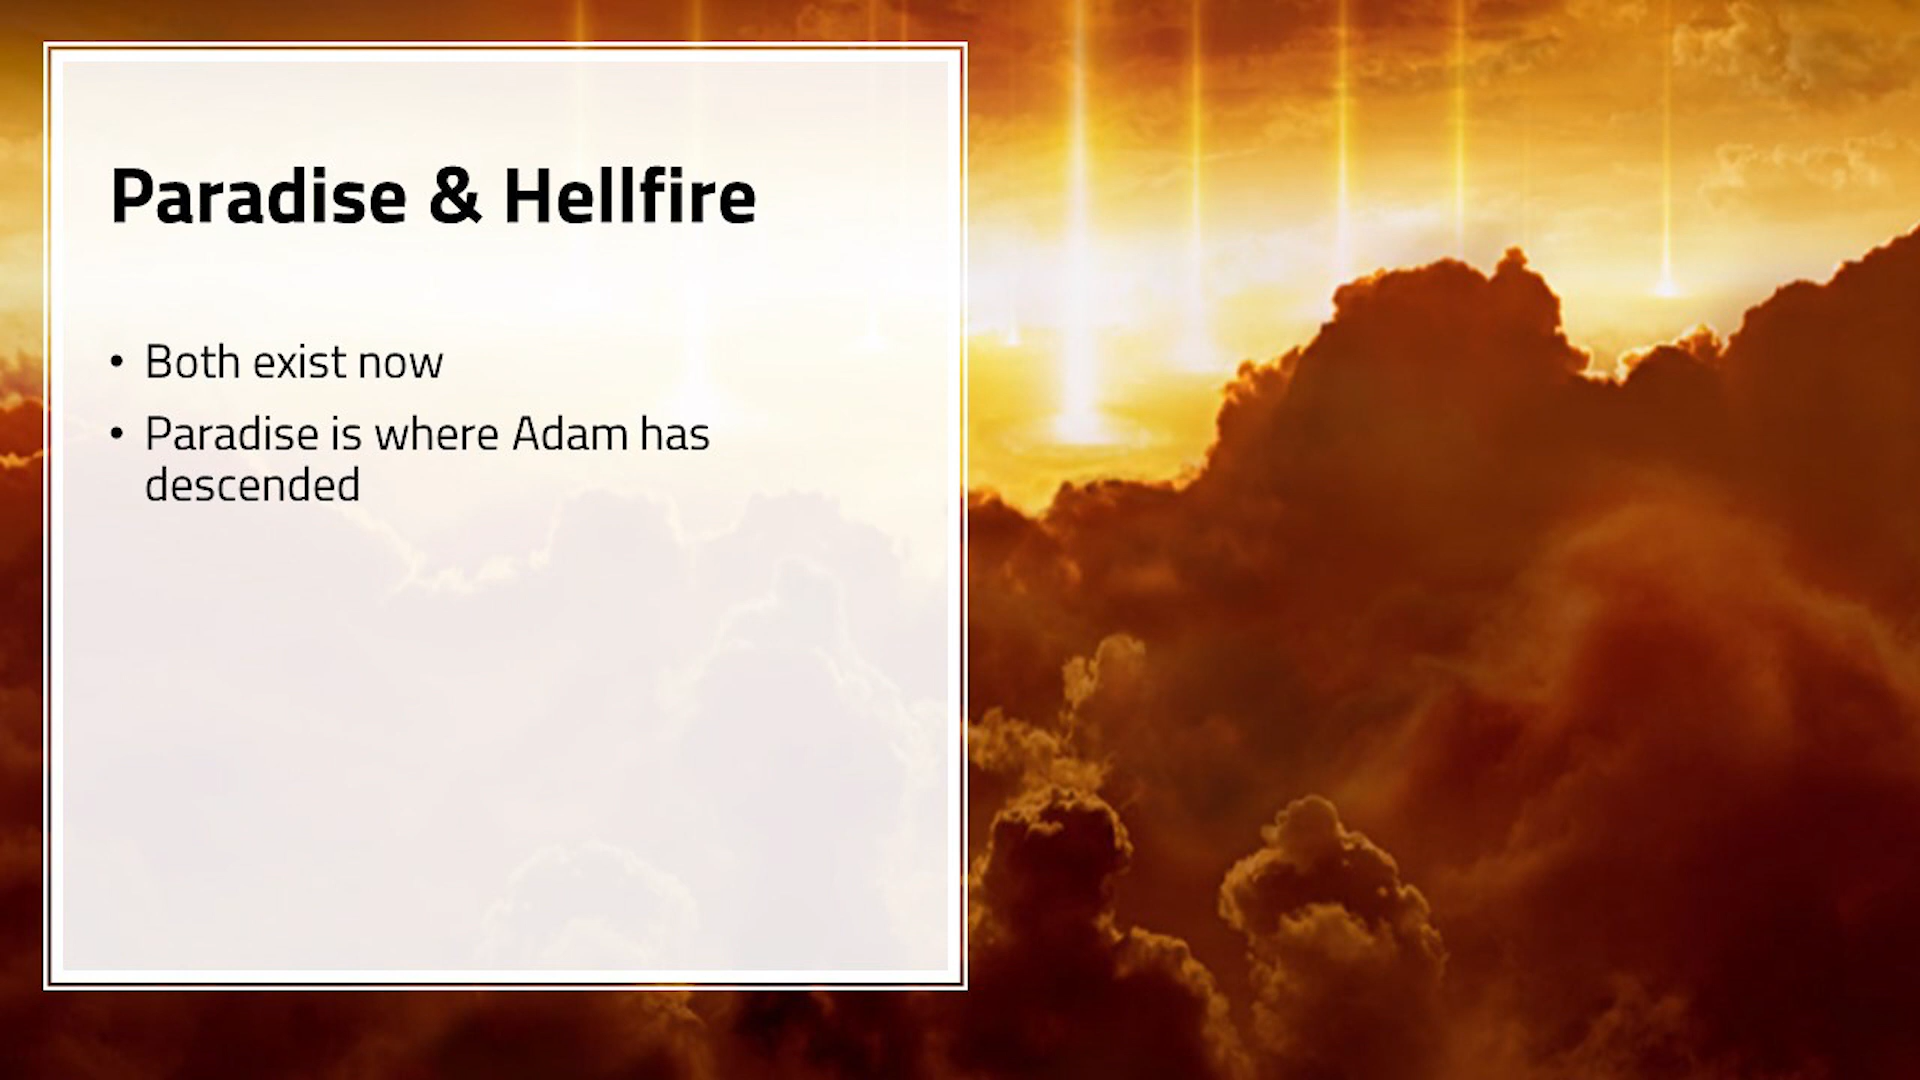 Paradise & Hellfire
• Both exist now
• Paradise is where Adam has
descended